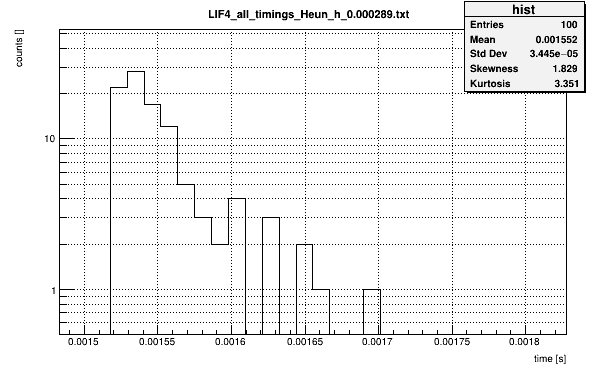 LIF4_all_timings_Heun_h_0.000289.txt
hist
Entries 100
Mean 0.001552
Std Dev 3.445e−05
Skewness 1.829
Kurtosis 3.351
counts []
10
1
0.0015 0.00155 0.0016 0.00165 0.0017 0.00175 0.0018
time [s]